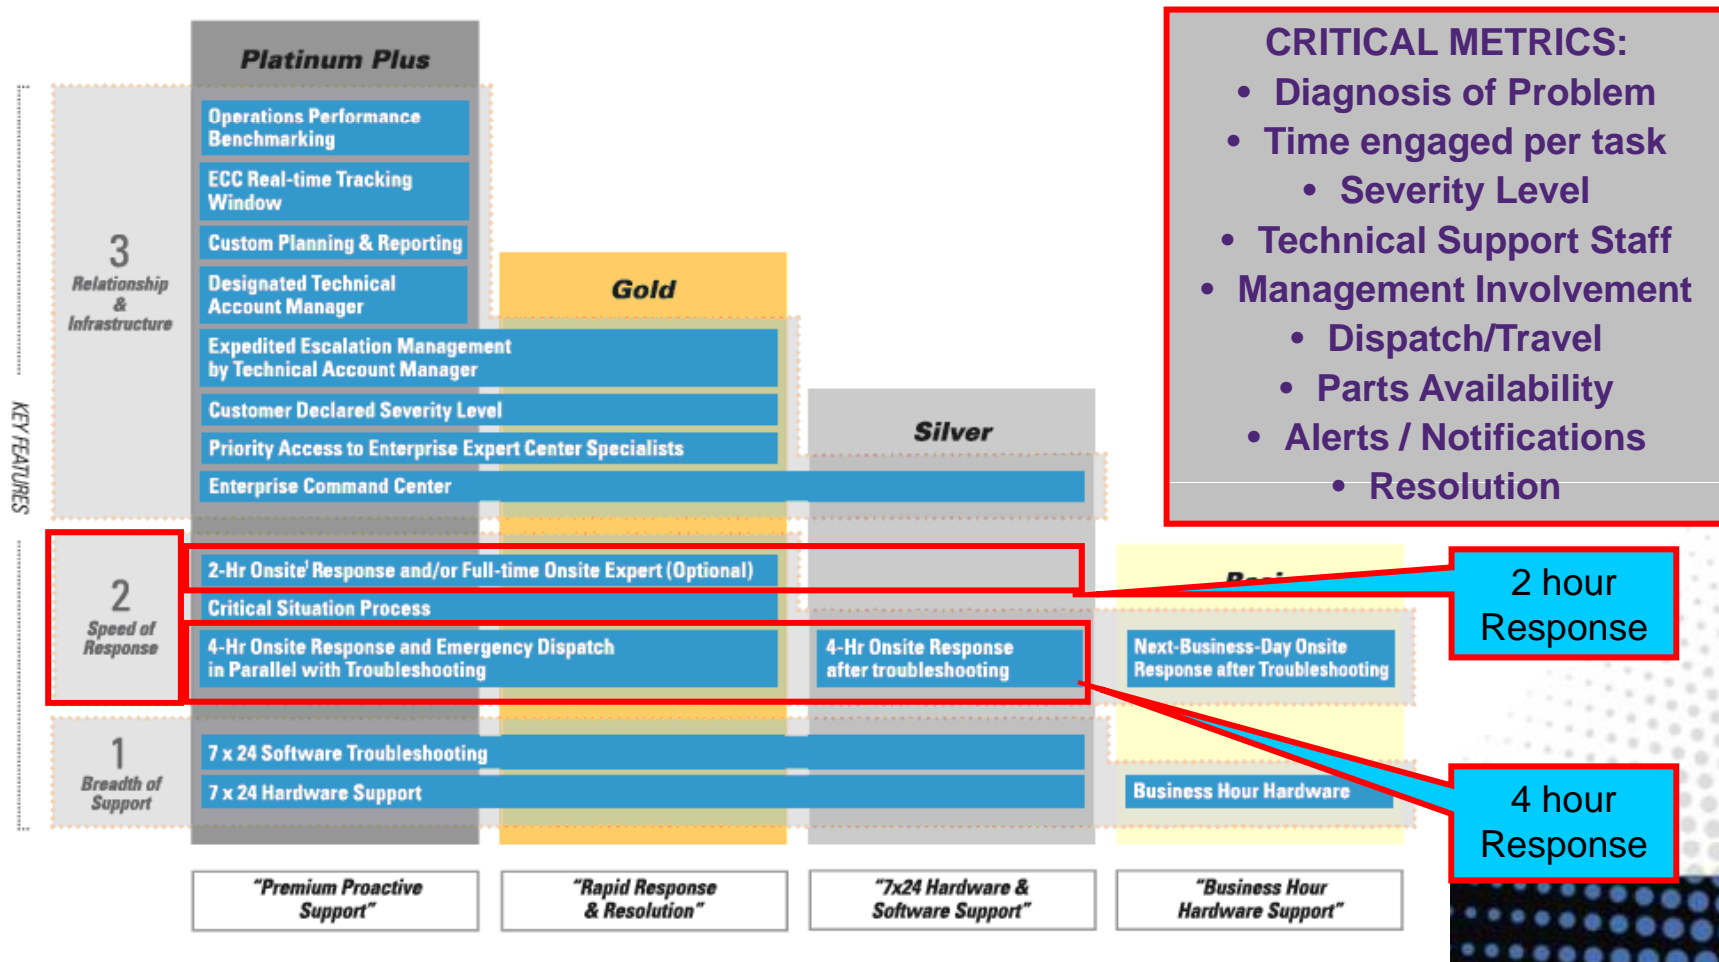 Platinum Plus
Operations Performance
Benchmarking
ECC Real-time Tracking
Window
Custom Planning & Reporting
Designated Technical
Account Manager
Gold
Expedited Escalation Management
by Technical Account Manager
Customer Declared Severity Level
Priority Access to Enterprise Expert Center Specialists
Silver
Enterprise Command Center
3
Relationship
&
Infrastructure
KEY FEATURES
2
Speed of
Response
2-Hr Onsite¹ Response and/or Full-time Onsite Expert (Optional)
Critical Situation Process
4-Hr Onsite Response and Emergency Dispatch
in Parallel with Troubleshooting
4-Hr Onsite Response
after troubleshooting
Next-Business-Day Onsite
Response after Troubleshooting
1
Breadth of
Support
7 x 24 Software Troubleshooting
7 x 24 Hardware Support
Business Hour Hardware
"Premium Proactive
Support"
"Rapid Response
& Resolution"
"7x24 Hardware &
Software Support"
"Business Hour
Hardware Support"
CRITICAL METRICS:
• Diagnosis of Problem
• Time engaged per task
• Severity Level
• Technical Support Staff
• Management Involvement
• Dispatch/Travel
• Parts Availability
• Alerts / Notifications
• Resolution
2 hour
Response
4 hour
Response